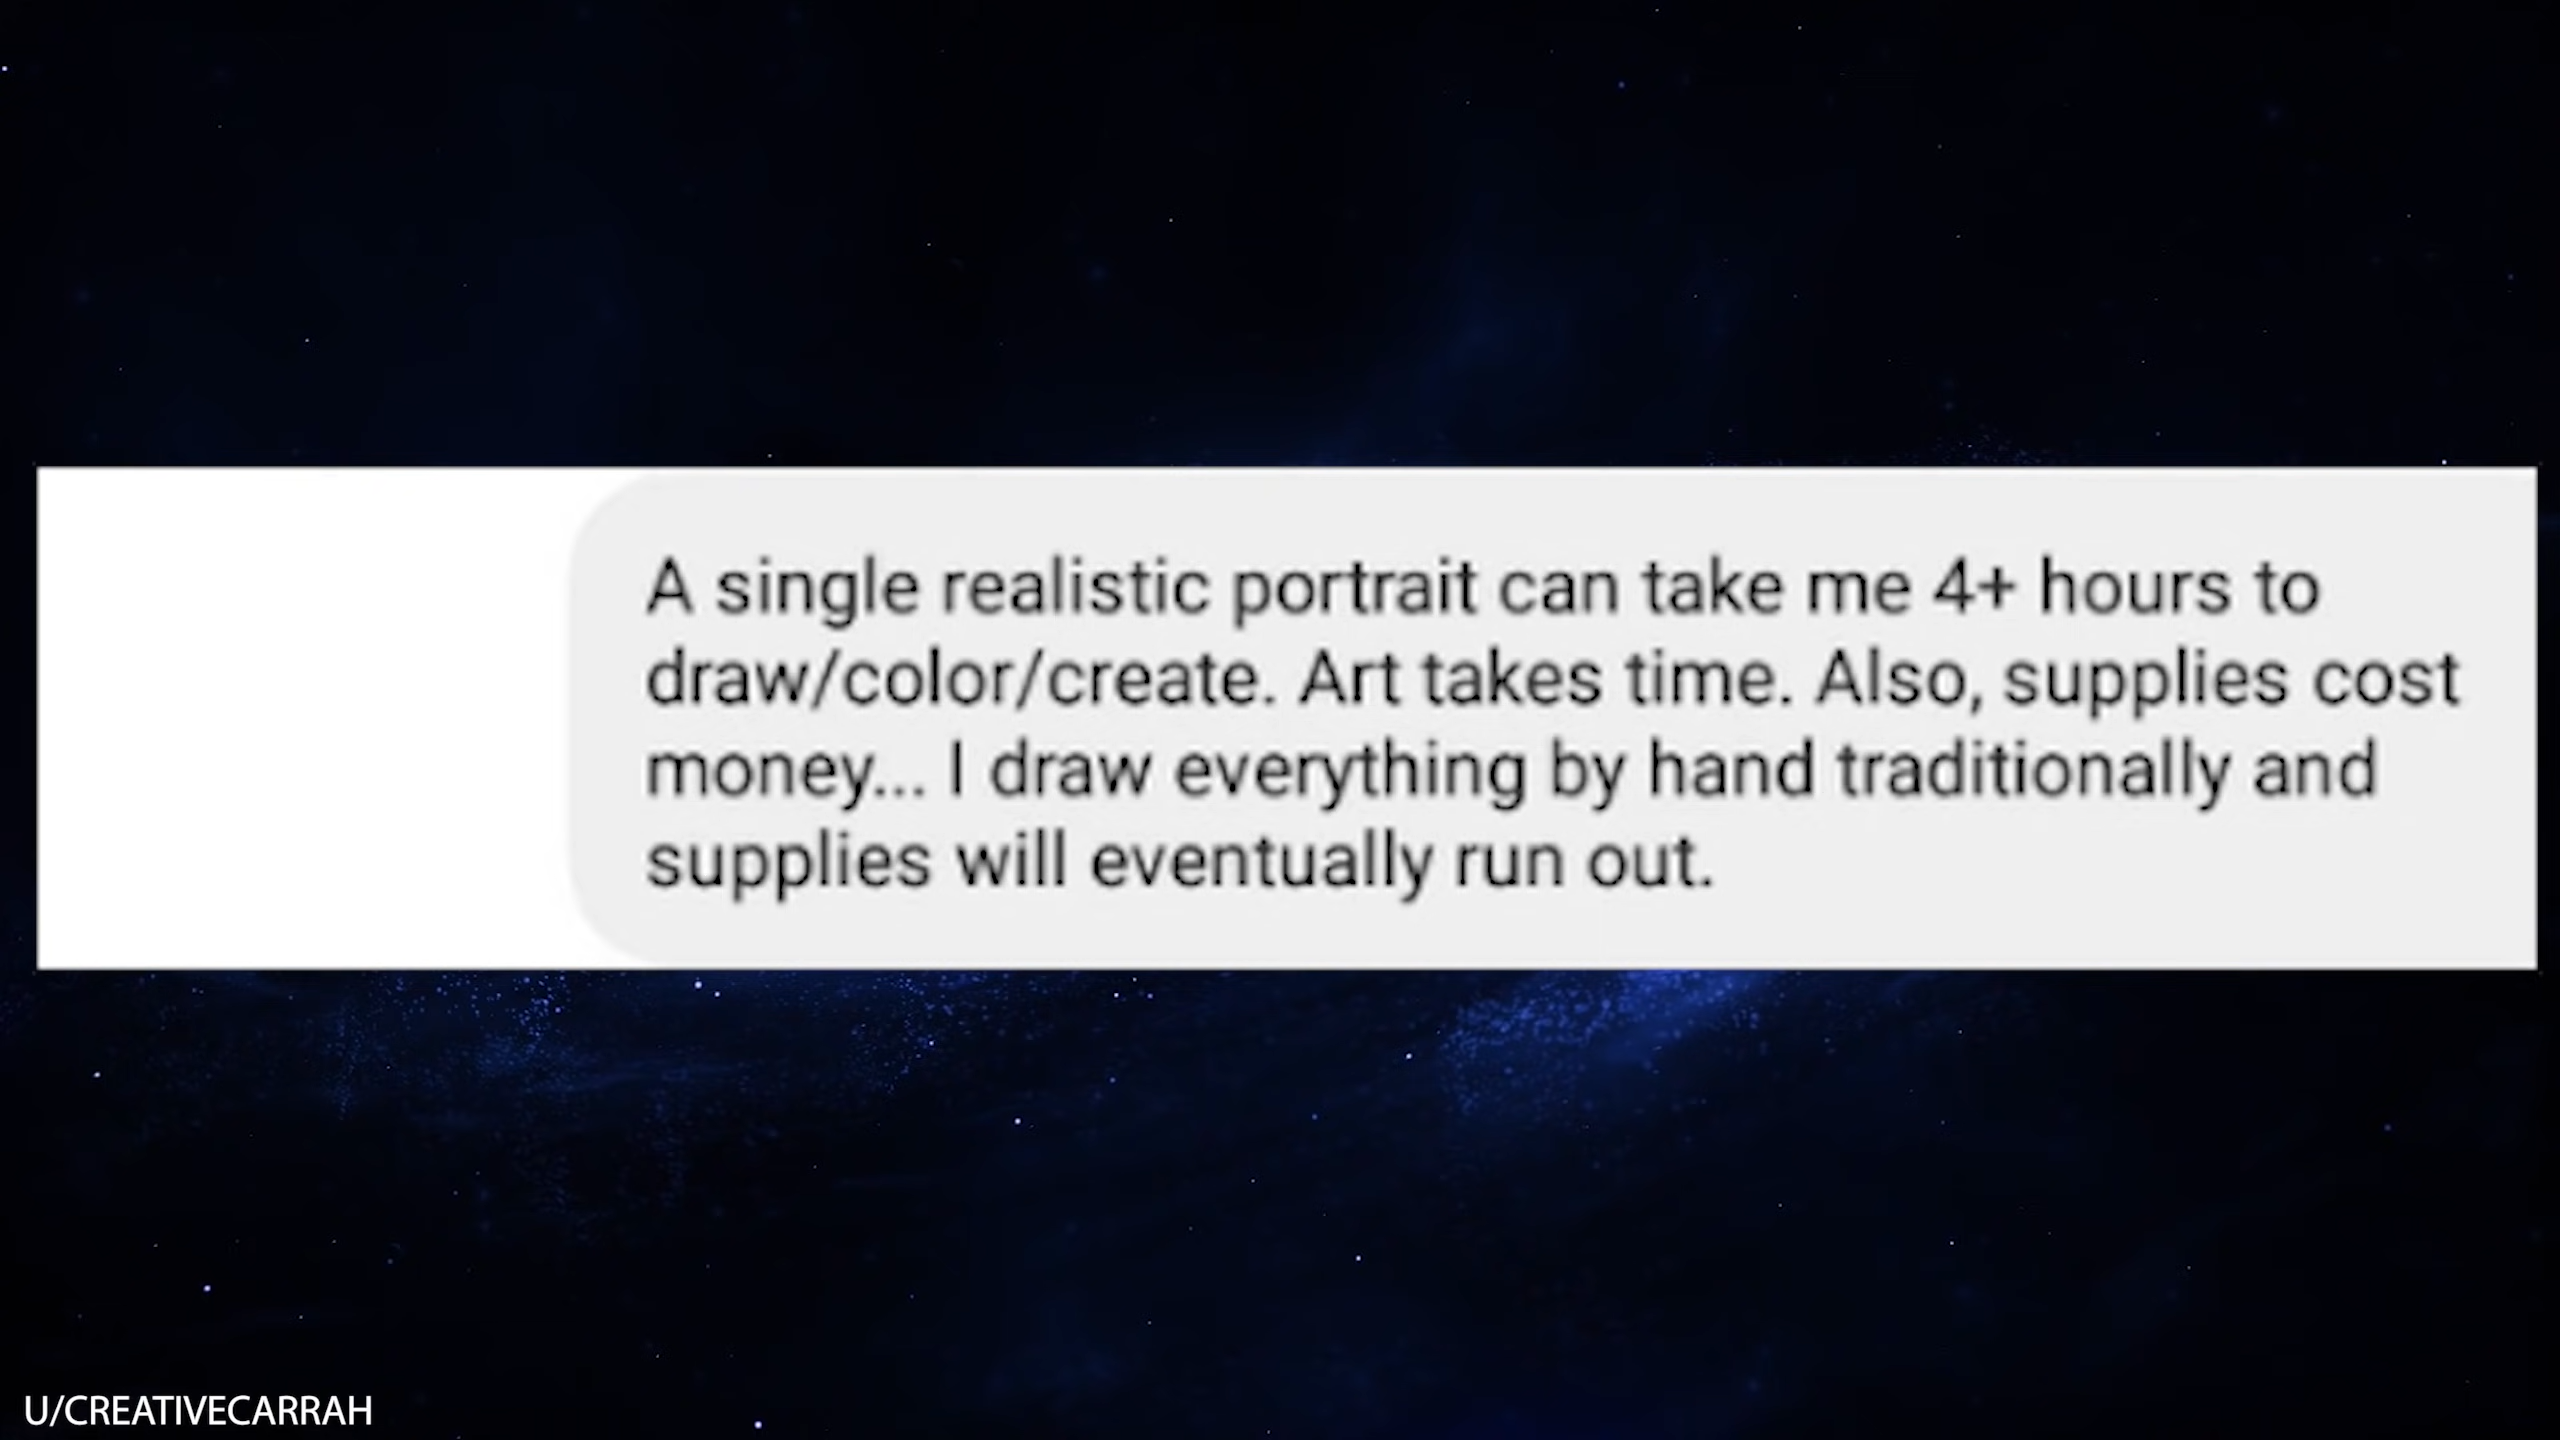 A single realistic portrait can take me 4+ hours to
draw/color/create. Art takes time. Also, supplies cost
money... I draw everything by hand traditionally and
supplies will eventually run out.
U/CREATIVECARRAH